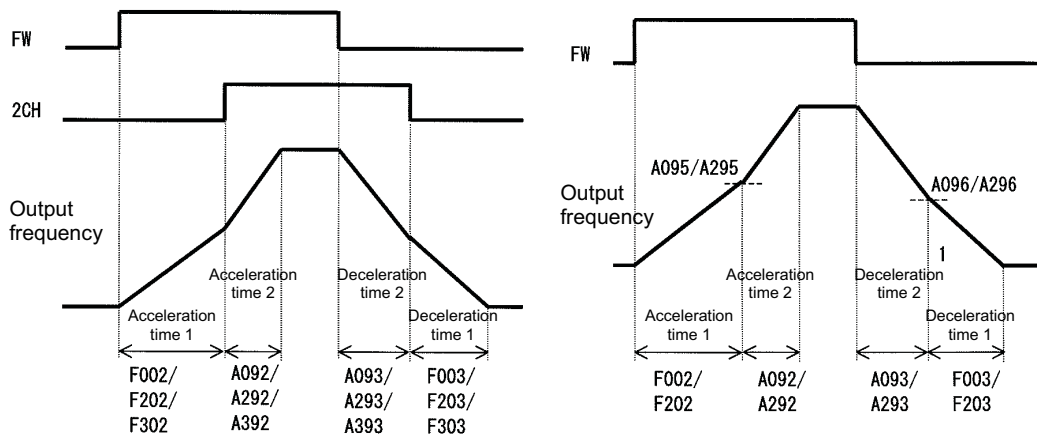 FW
2CH
Output
frequency
Acceleration
time 2
Deceleration
time 2
Acceleration
time 1
Deceleration
time 1
F002/
F202/
F302
A092/
A292/
A392
A093/
A293/
A393
F003/
F203/
F303
FW
A095/A295
A096/A296
Output
frequency
1
Acceleration
time 2
Deceleration
time 2
Acceleration
time 1
Deceleration
time 1
F002/
F202
A092/
A292
A093/
A293
F003/
F203